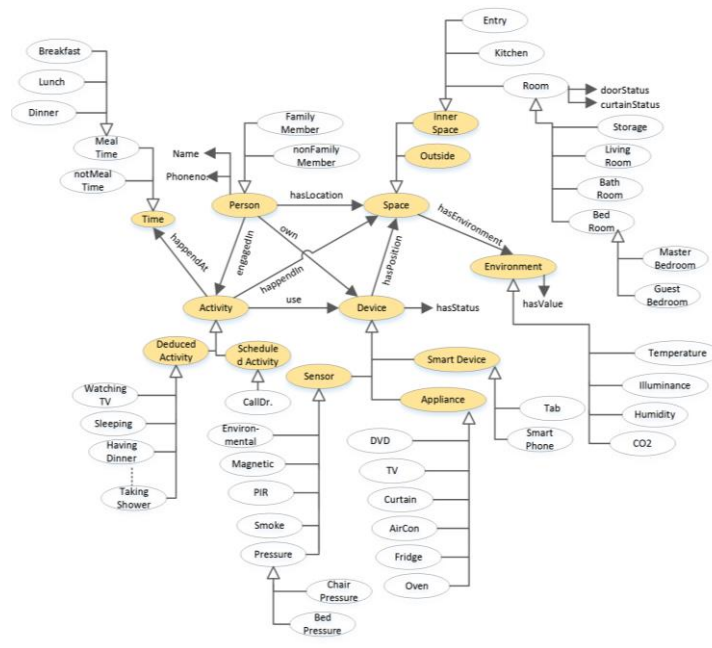 Entry
Breakfast
Kitchen
Lunch
Room
doorStatus
curtainStatus
Dinner
Family
Member
Inner
Space
Storage
Meal
Time
Name
nonFamily
Member
Outside
Living
Room
notMeal
Time
Phoneno.
Bath
Room
Time
Person
hasLocation
Space
Bed
Room
hasEnvironment
own
happendAt
engagedIn
happendIn
hasPosition
Environment
Master
Bedroom
Guest
Bedroom
Activity
use
Device
hasStatus
hasValue
Deduced
Activity
Schedule
d Activity
Smart Device
Temperature
Sensor
Watching
TV
CallDr.
Appliance
Illuminance
Sleeping
Environ-
mental
Tab
Humidity
Having
Dinner
DVD
Smart
Phone
CO2
Magnetic
TV
Taking
Shower
PIR
Curtain
Smoke
AirCon
Pressure
Fridge
Chair
Pressure
Oven
Bed
Pressure